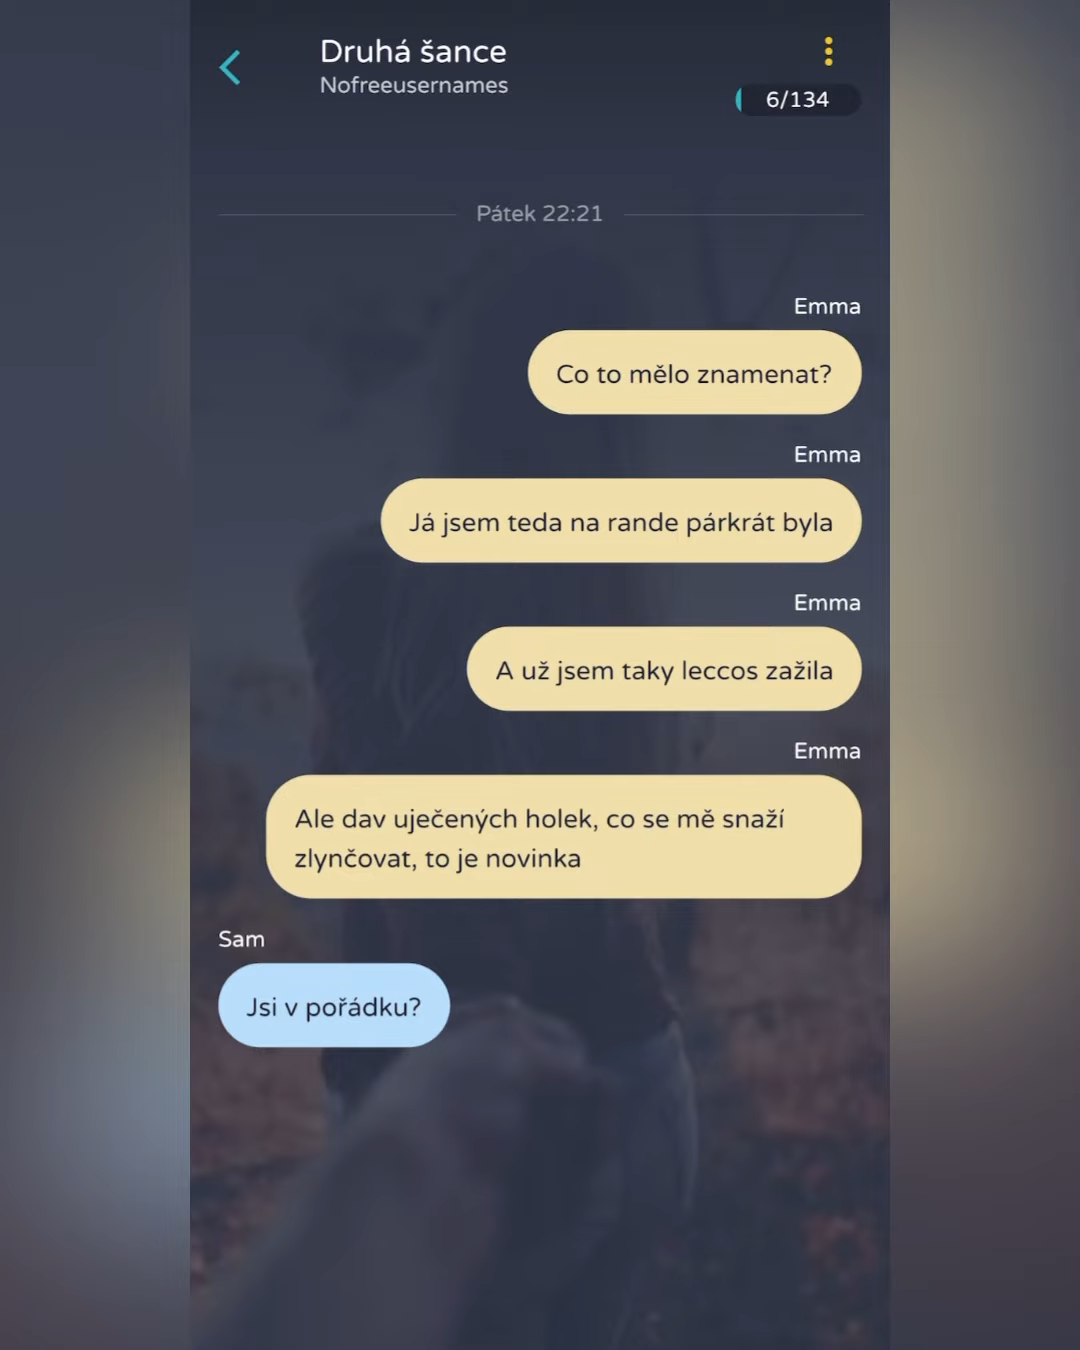 Druhá šance
Nofreeusernames
6/134
Pátek 22:21
Emma
Co to mělo znamenat?
Emma
Já jsem teda na rande párkrát byla
Emma
A už jsem taky leccos zažila
Emma
Ale dav uječených holek, co se mě snaží
zlynčovat, to je novinka
Sam
Jsi v pořádku?